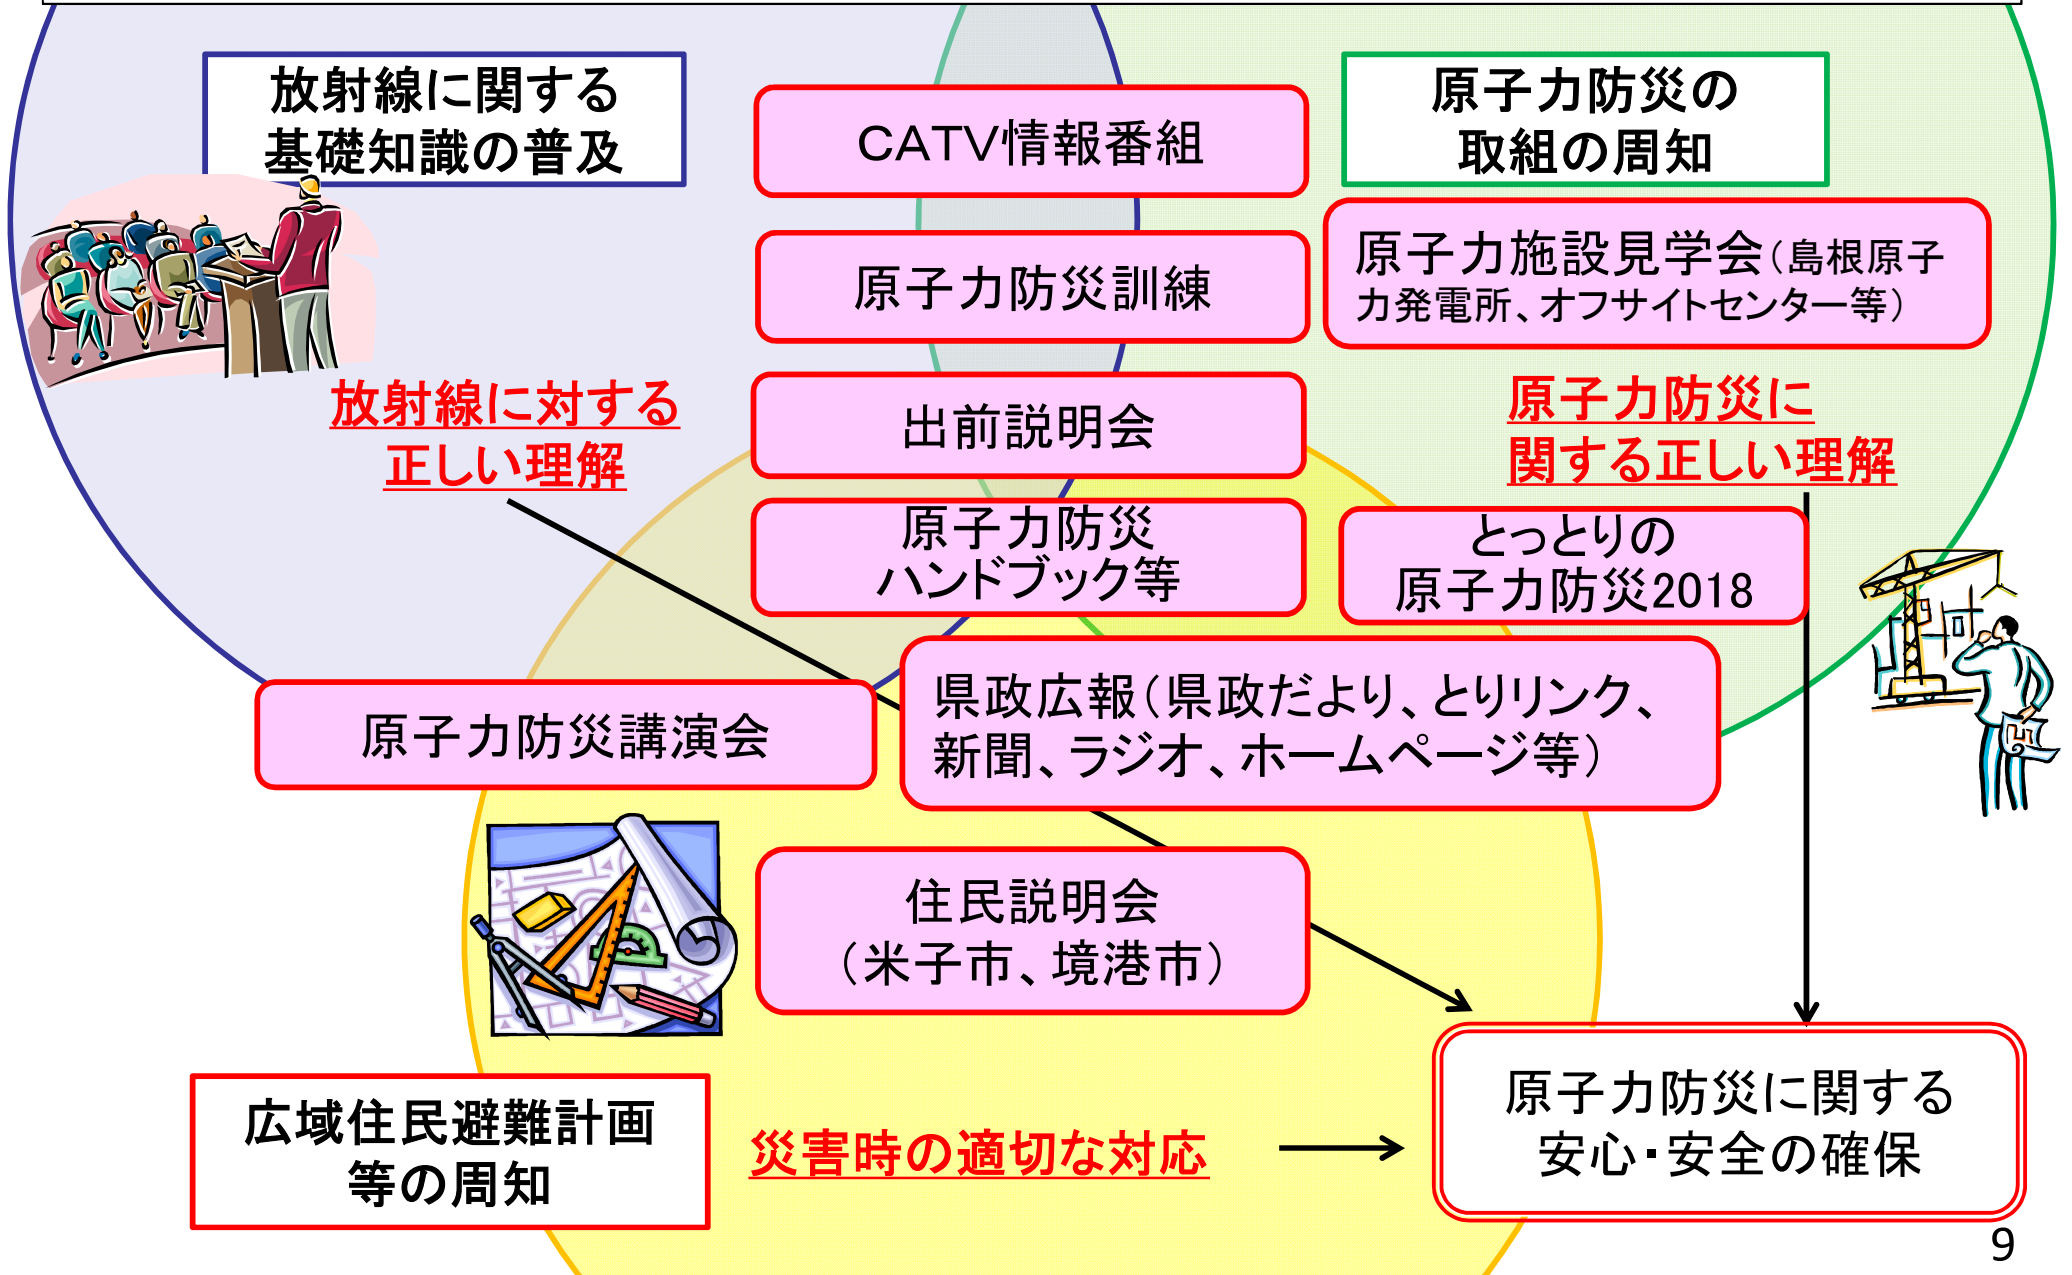 放射線に関する
基礎知識の普及
CATV情報番組
原子力防災の
取組の周知
原子力防災訓練
原子力施設見学会（島根原子
力発電所、オフサイトセンター等）
放射線に対する
正しい理解
出前説明会
原子力防災に
関する正しい理解
原子力防災
ハンドブック等
とっとりの
原子力防災2018
原子力防災講演会
県政広報（県政だより、とりリンク、
新聞、ラジオ、ホームページ等）
住民説明会
（米子市、境港市）
広域住民避難計画
等の周知
災害時の適切な対応
原子力防災に関する
安心・安全の確保
9